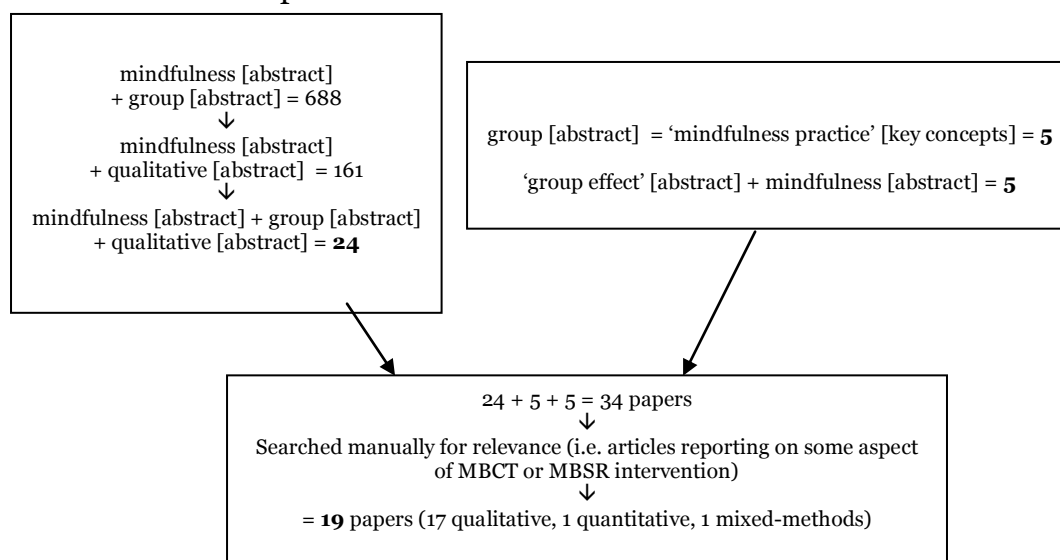 mindfulness [abstract]
+ group [abstract] = 688
↓
mindfulness [abstract]
+ qualitative [abstract] = 161
↓
mindfulness [abstract] + group [abstract]
+ qualitative [abstract] = 24
group [abstract] = ‘mindfulness practice’ [key concepts] = 5
‘group effect’ [abstract] + mindfulness [abstract] = 5
24 + 5 + 5 = 34 papers
↓
Searched manually for relevance (i.e. articles reporting on some aspect
of MBCT or MBSR intervention)
↓
= 19 papers (17 qualitative, 1 quantitative, 1 mixed-methods)